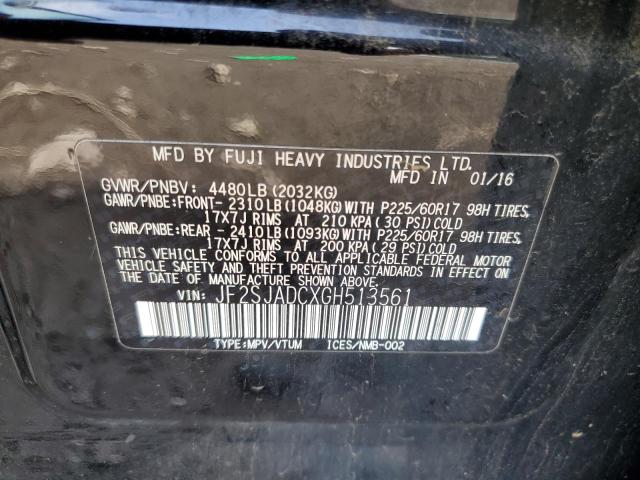 MFD BY FUJI HEAVY INDUSTRIES LTD.
MFD IN 01/16
GVWR/PNBV: 4480LB(2032KG)
GAWR/PNBE:FRONT- 2310LB(1048KG)WITH P225/60R17 98H TIRES,
17X7J RIMS AT 210 KPA(30 PSI)COLD
GAWR/PNBE:REAR - 2410LB(1093KG)WITH P225/60R17 98H TIRES,
17X7J RIMS AT 200 KPA(29 PSI)COLD
THIS VEHICLE CONFORMS TO ALL APPLICABLE FEDERAL MOTOR
VEHICLE SAFETY AND THEFT PREVENTION STANDARDS IN EFFECT
ON THE DATE OF MANUFACTURE SHOWN ABOVE.
VIN: JF2SJADCXGH513561
TYPE:MPV/VTUM ICES/NMB-002